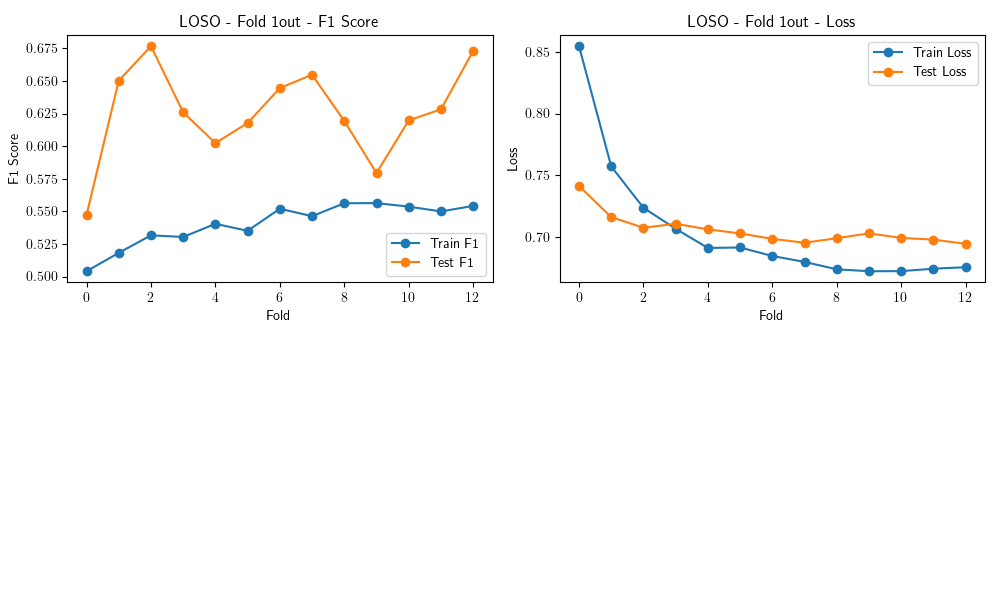 LOSO - Fold 1out - F1 Score
F1 Score
0.675
0.650
0.625
0.600
0.575
0.550
0.525
0.500
Train F1
Test F1
0 2 4 6 8 10 12
Fold
LOSO - Fold 1out - Loss
Loss
0.85
0.80
0.75
0.70
Train Loss
Test Loss
0 2 4 6 8 10 12
Fold